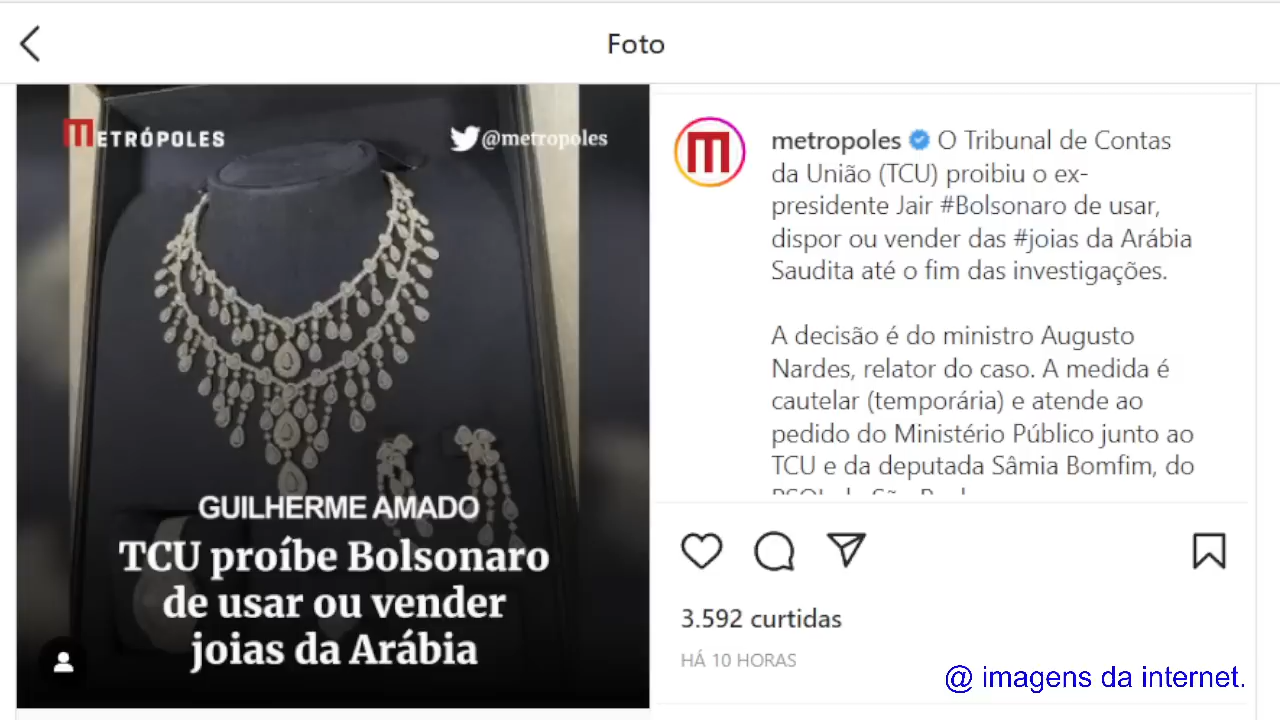 Foto
METRÓPOLES
@metropoles
GUILHERME AMADO
TCU proíbe Bolsonaro
de usar ou vender
joias da Arábia
metropoles O Tribunal de Contas
da União (TCU) proibiu o ex-
presidente Jair #Bolsonaro de usar,
dispor ou vender das #joias da Arábia
Saudita até o fim das investigações.
A decisão é do ministro Augusto
Nardes, relator do caso. A medida é
cautelar (temporária) e atende ao
pedido do Ministério Público junto ao
TCU e da deputada Sâmia Bomfim, do
3.592 curtidas
HÁ 10 HORAS
@ imagens da internet.